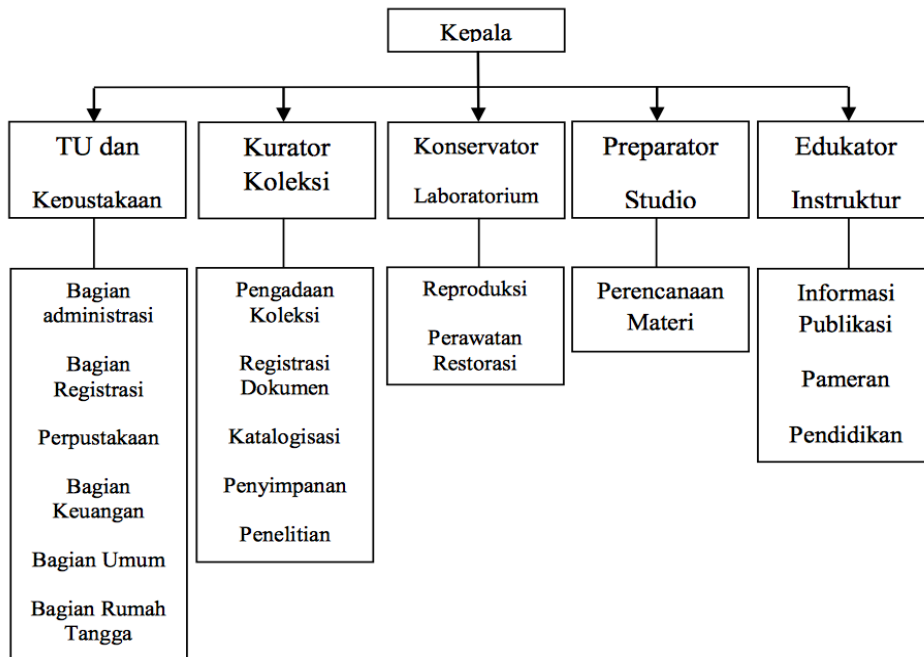 Kepala
TU dan
Kepustakaan
Kurator
Koleksi
Konservator
Laboratorium
Preparator
Studio
Edukator
Instruktur
Bagian
administrasi
Bagian
Registrasi
Perpustakaan
Bagian
Keuangan
Bagian Umum
Bagian Rumah
Tangga
Pengadaan
Koleksi
Registrasi
Dokumen
Katalogisasi
Penyimpanan
Penelitian
Reproduksi
Perawatan
Restorasi
Perencanaan
Materi
Informasi
Publikasi
Pameran
Pendidikan